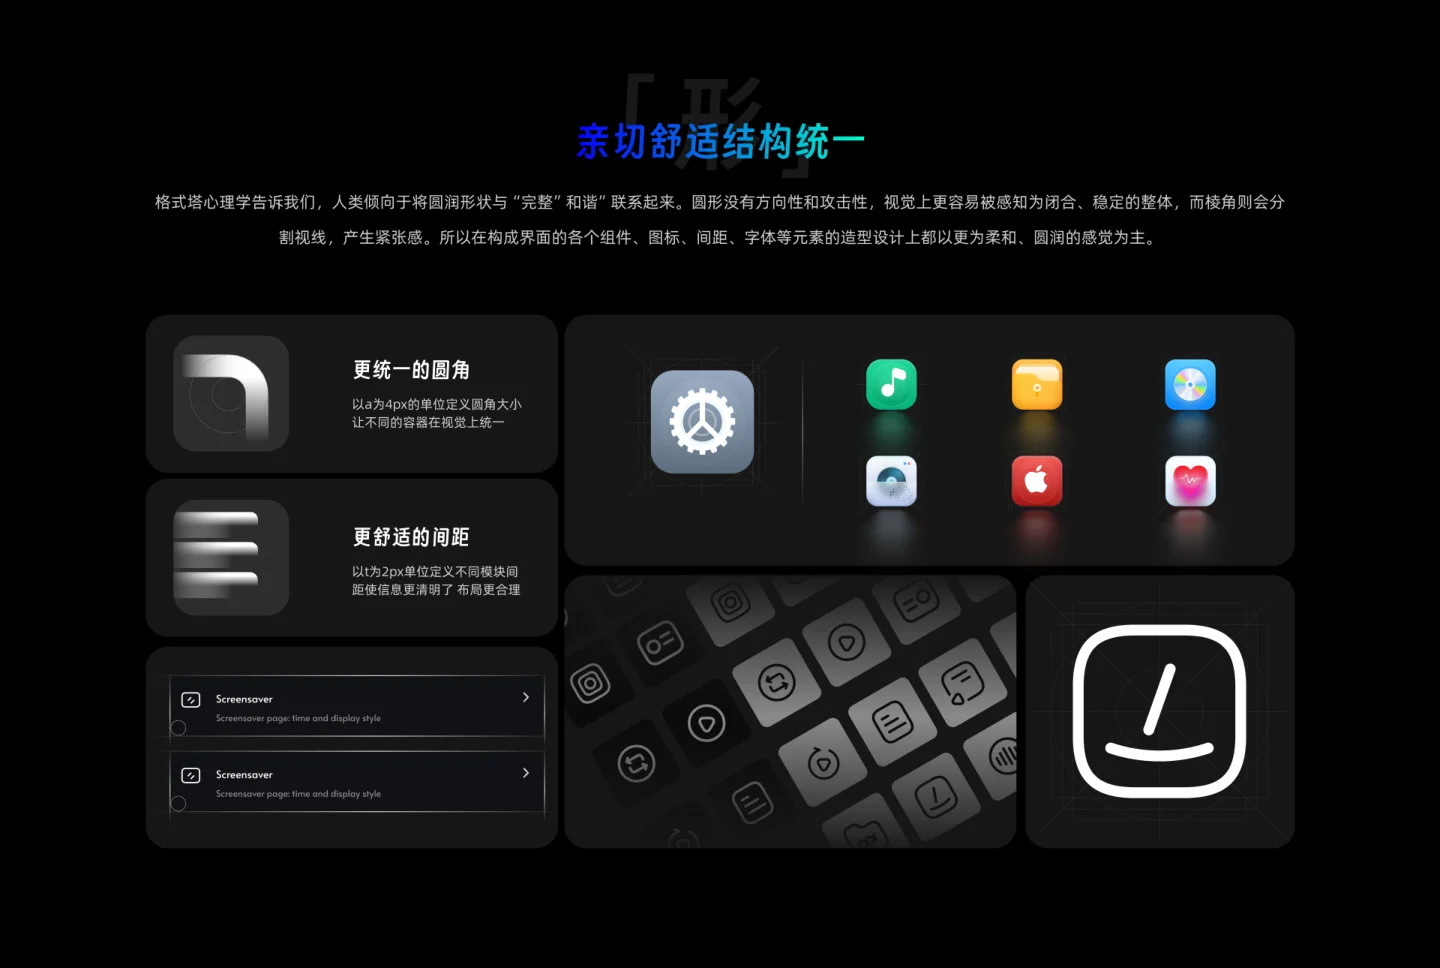 「形」
亲切舒适结构统一
格式塔心理学告诉我们，人类倾向于将圆润形状与“完整”和谐”联系起来。圆形没有方向性和攻击性，视觉上更容易被感知为闭合、稳定的整体，而棱角则会分
割视线，产生紧张感。所以在构成界面的各个组件、图标、间距、字体等元素的造型设计上都以更为柔和、圆润的感觉为主。
更统一的圆角
以a为4px的单位定义圆角大小
让不同的容器在视觉上统一
更舒适的间距
以t为2px单位定义不同模块间
距使信息更清明了 布局更合理
Screensaver
Screensaver page: time and display style
Screensaver
Screensaver page: time and display style